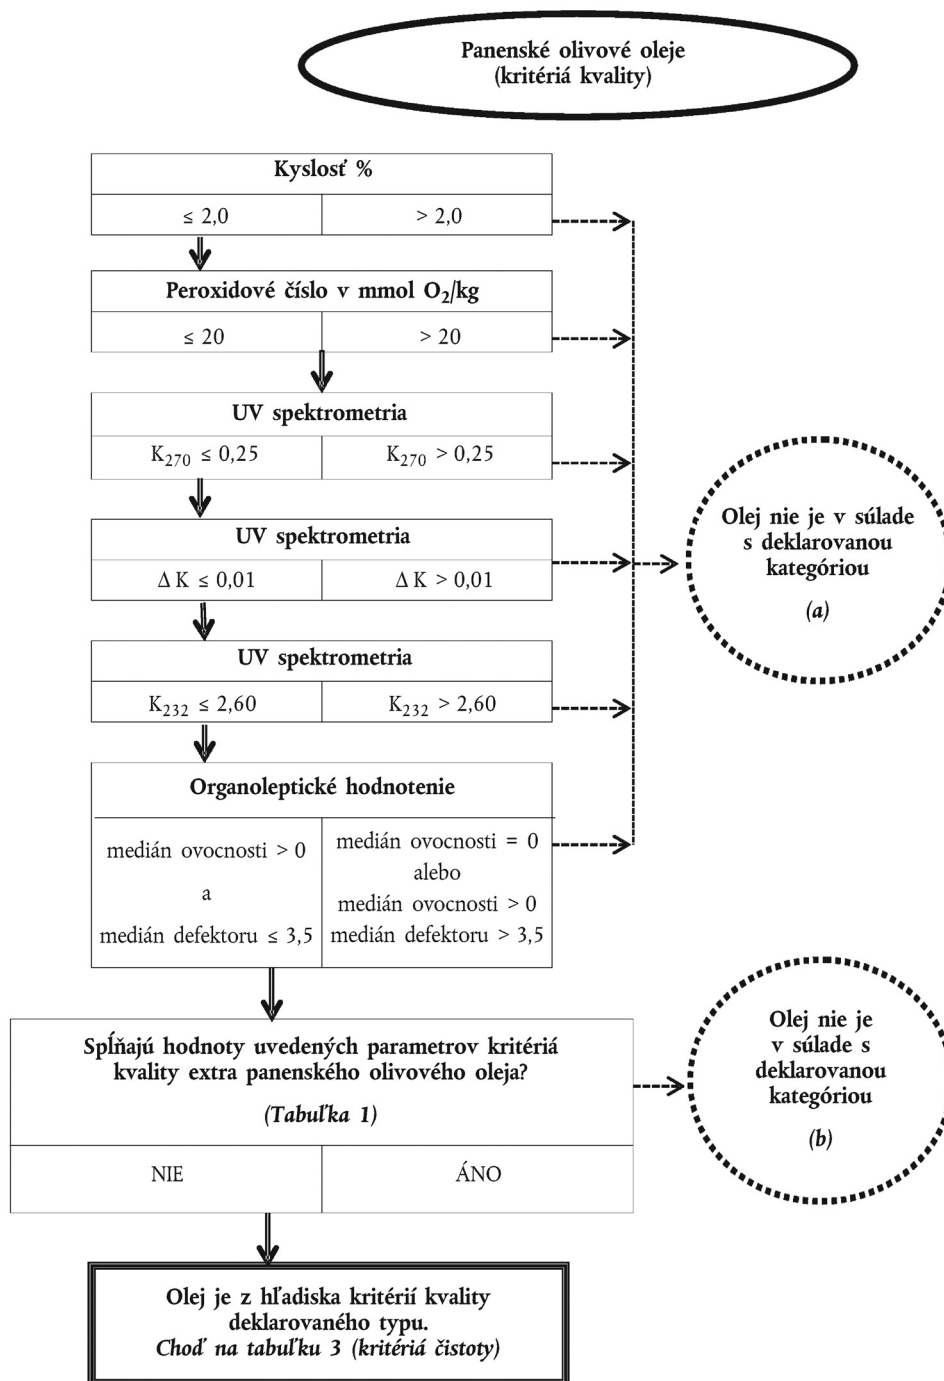 Panenské olivové oleje
(kritériá kvality)
Kyslosť %
≤ 2,0
> 2,0
Peroxidové číslo v mmol O₂/kg
≤ 20
> 20
UV spektrometria
K₂₇₀ ≤ 0,25
K₂₇₀ > 0,25
UV spektrometria
Δ K ≤ 0,01
Δ K > 0,01
UV spektrometria
K₂₃₂ ≤ 2,60
K₂₃₂ > 2,60
Organoleptické hodnotenie
medián ovocnosti > 0
a
medián defektoru ≤ 3,5
medián ovocnosti = 0
alebo
medián ovocnosti > 0
medián defektoru > 3,5
Olej nie je v súlade
s deklarovanou
kategóriou
(a)
Spĺňajú hodnoty uvedených parametrov kritériá
kvality extra panenského olivového oleja?
(Tabuľka 1)
NIE
ÁNO
Olej nie je
v súlade s
deklarovanou
kategóriou
(b)
Olej je z hľadiska kritérií kvality
deklarovaného typu.
Choď na tabuľku 3 (kritériá čistoty)